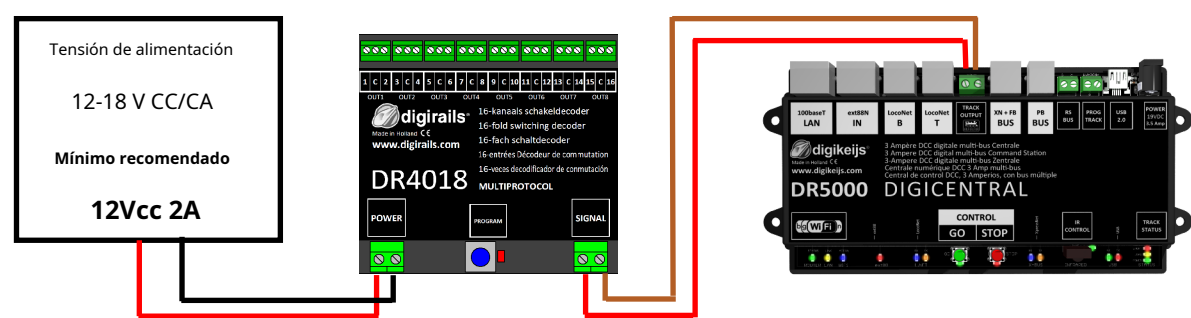 Tensión de alimentación
12-18 V CC/CA
Mínimo recomendado
12Vcc 2A
1 C 2 3 C 4 5 C 6 7 C 8 9 C 10 11 C 12 13 C 14 15 C 16
OUT1 OUT2 OUT3 OUT4 OUT5 OUT6 OUT7 OUT8
digirails
Made in Holland CE
www.digirails.com
16-kanaals schakeldecoder
16-fold switching decoder
16-fach schaltdecoder
16-entrées Décodeur de commutation
16-veces decodificador de conmutación
DR4018 MULTIPROTOCOL
POWER
PROGRAM
SIGNAL
100baseT
LAN
ext88N
IN
LocoNet
B
LocoNet
T
TRACK
OUTPUT
XN + FB
BUS
PB
BUS
RS
BUS
PROG
TRACK
USB
2.0
POWER
19VDC
3.5 Amp
digikeijs
Made in Holland CE
www.digikeijs.com
3 Ampère DCC digitale multi-bus Centrale
3 Ampere DCC digital multi-bus Command Station
3-Ampere DCC digitale multi-bus Zentrale
Centrale numérique DCC 3 Amp multi-bus
Central de control DCC, 3 Amperios, con bus múltiple
DR5000 DIGICENTRAL
digi WiFi
CONTROL
GO STOP
IR
CONTROL
TRACK
STATUS